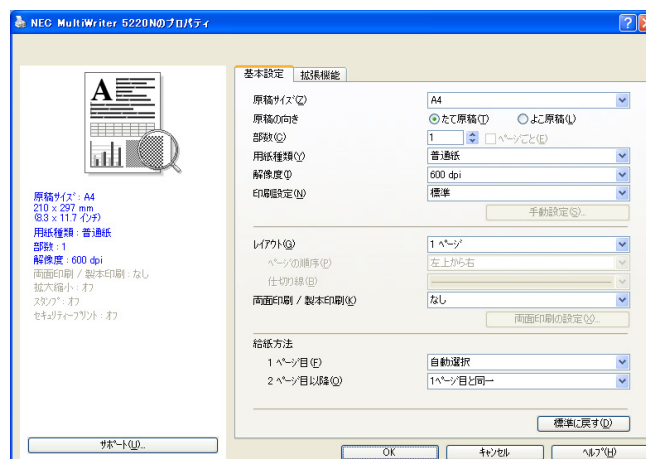 NEC MultiWriter 5220Nのプロパティ
基本設定 拡張機能
原稿ｻｲｽﾞ(Z) A4
原稿の向き たて原稿(T) よこ原稿(L)
部数(C) 1 ﾍﾟｰｼﾞごと(E)
用紙種類(Y) 普通紙
解像度(I) 600 dpi
印刷設定(N) 標準
手動設定(S)...
ﾚｲｱｳﾄ(G) 1 ﾍﾟｰｼﾞ
ﾍﾟｰｼﾞの順序(P) 左上から右
仕切り線(B)
両面印刷 / 製本印刷(K) なし
両面印刷の設定(X)...
給紙方法
1 ﾍﾟｰｼﾞ目(F) 自動選択
2 ﾍﾟｰｼﾞ目以降(O) 1ﾍﾟｰｼﾞ目と同一
標準に戻す(D)
A
原稿ｻｲｽﾞ: A4
210 x 297 mm
(8.3 x 11.7 ｲﾝﾁ)
用紙種類 : 普通紙
部数 : 1
解像度 : 600 dpi
両面印刷 / 製本印刷 : なし
拡大縮小 : ｵﾌ
ｽﾀﾝﾌﾟ : ｵﾌ
ｾｷｭﾘﾃｨｰﾌﾟﾘﾝﾄ : ｵﾌ
ｻﾎﾟｰﾄ(U)...
OK ｷｬﾝｾﾙ ﾍﾙﾌﾟ(H)